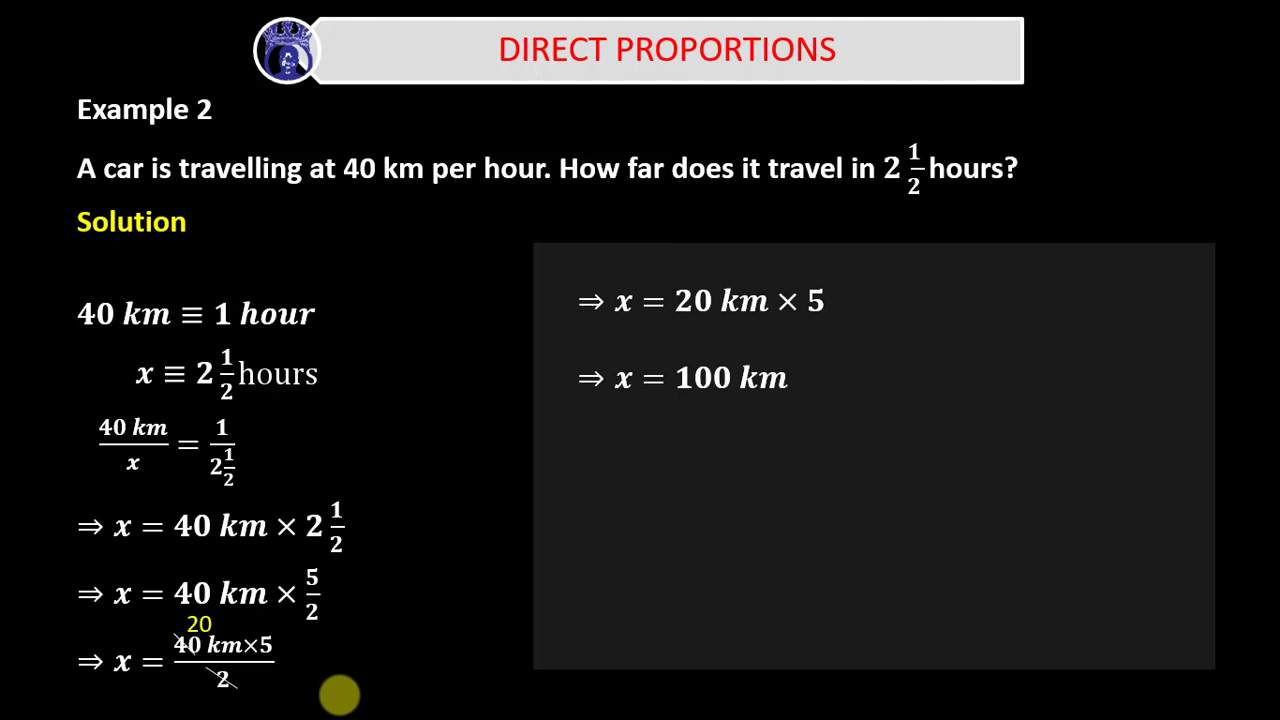 DIRECT PROPORTIONS
Example 2
A car is travelling at 40 km per hour. How far does it travel in 2 1/2 hours?
Solution
40 km ≡ 1 hour
x ≡ 2 1/2 hours
40 km/x = 1/(2 1/2)
⇒ x = 40 km × 2 1/2
⇒ x = 40 km × 5/2
20
⇒ x = (40 km×5)/2
⇒ x = 20 km × 5
⇒ x = 100 km